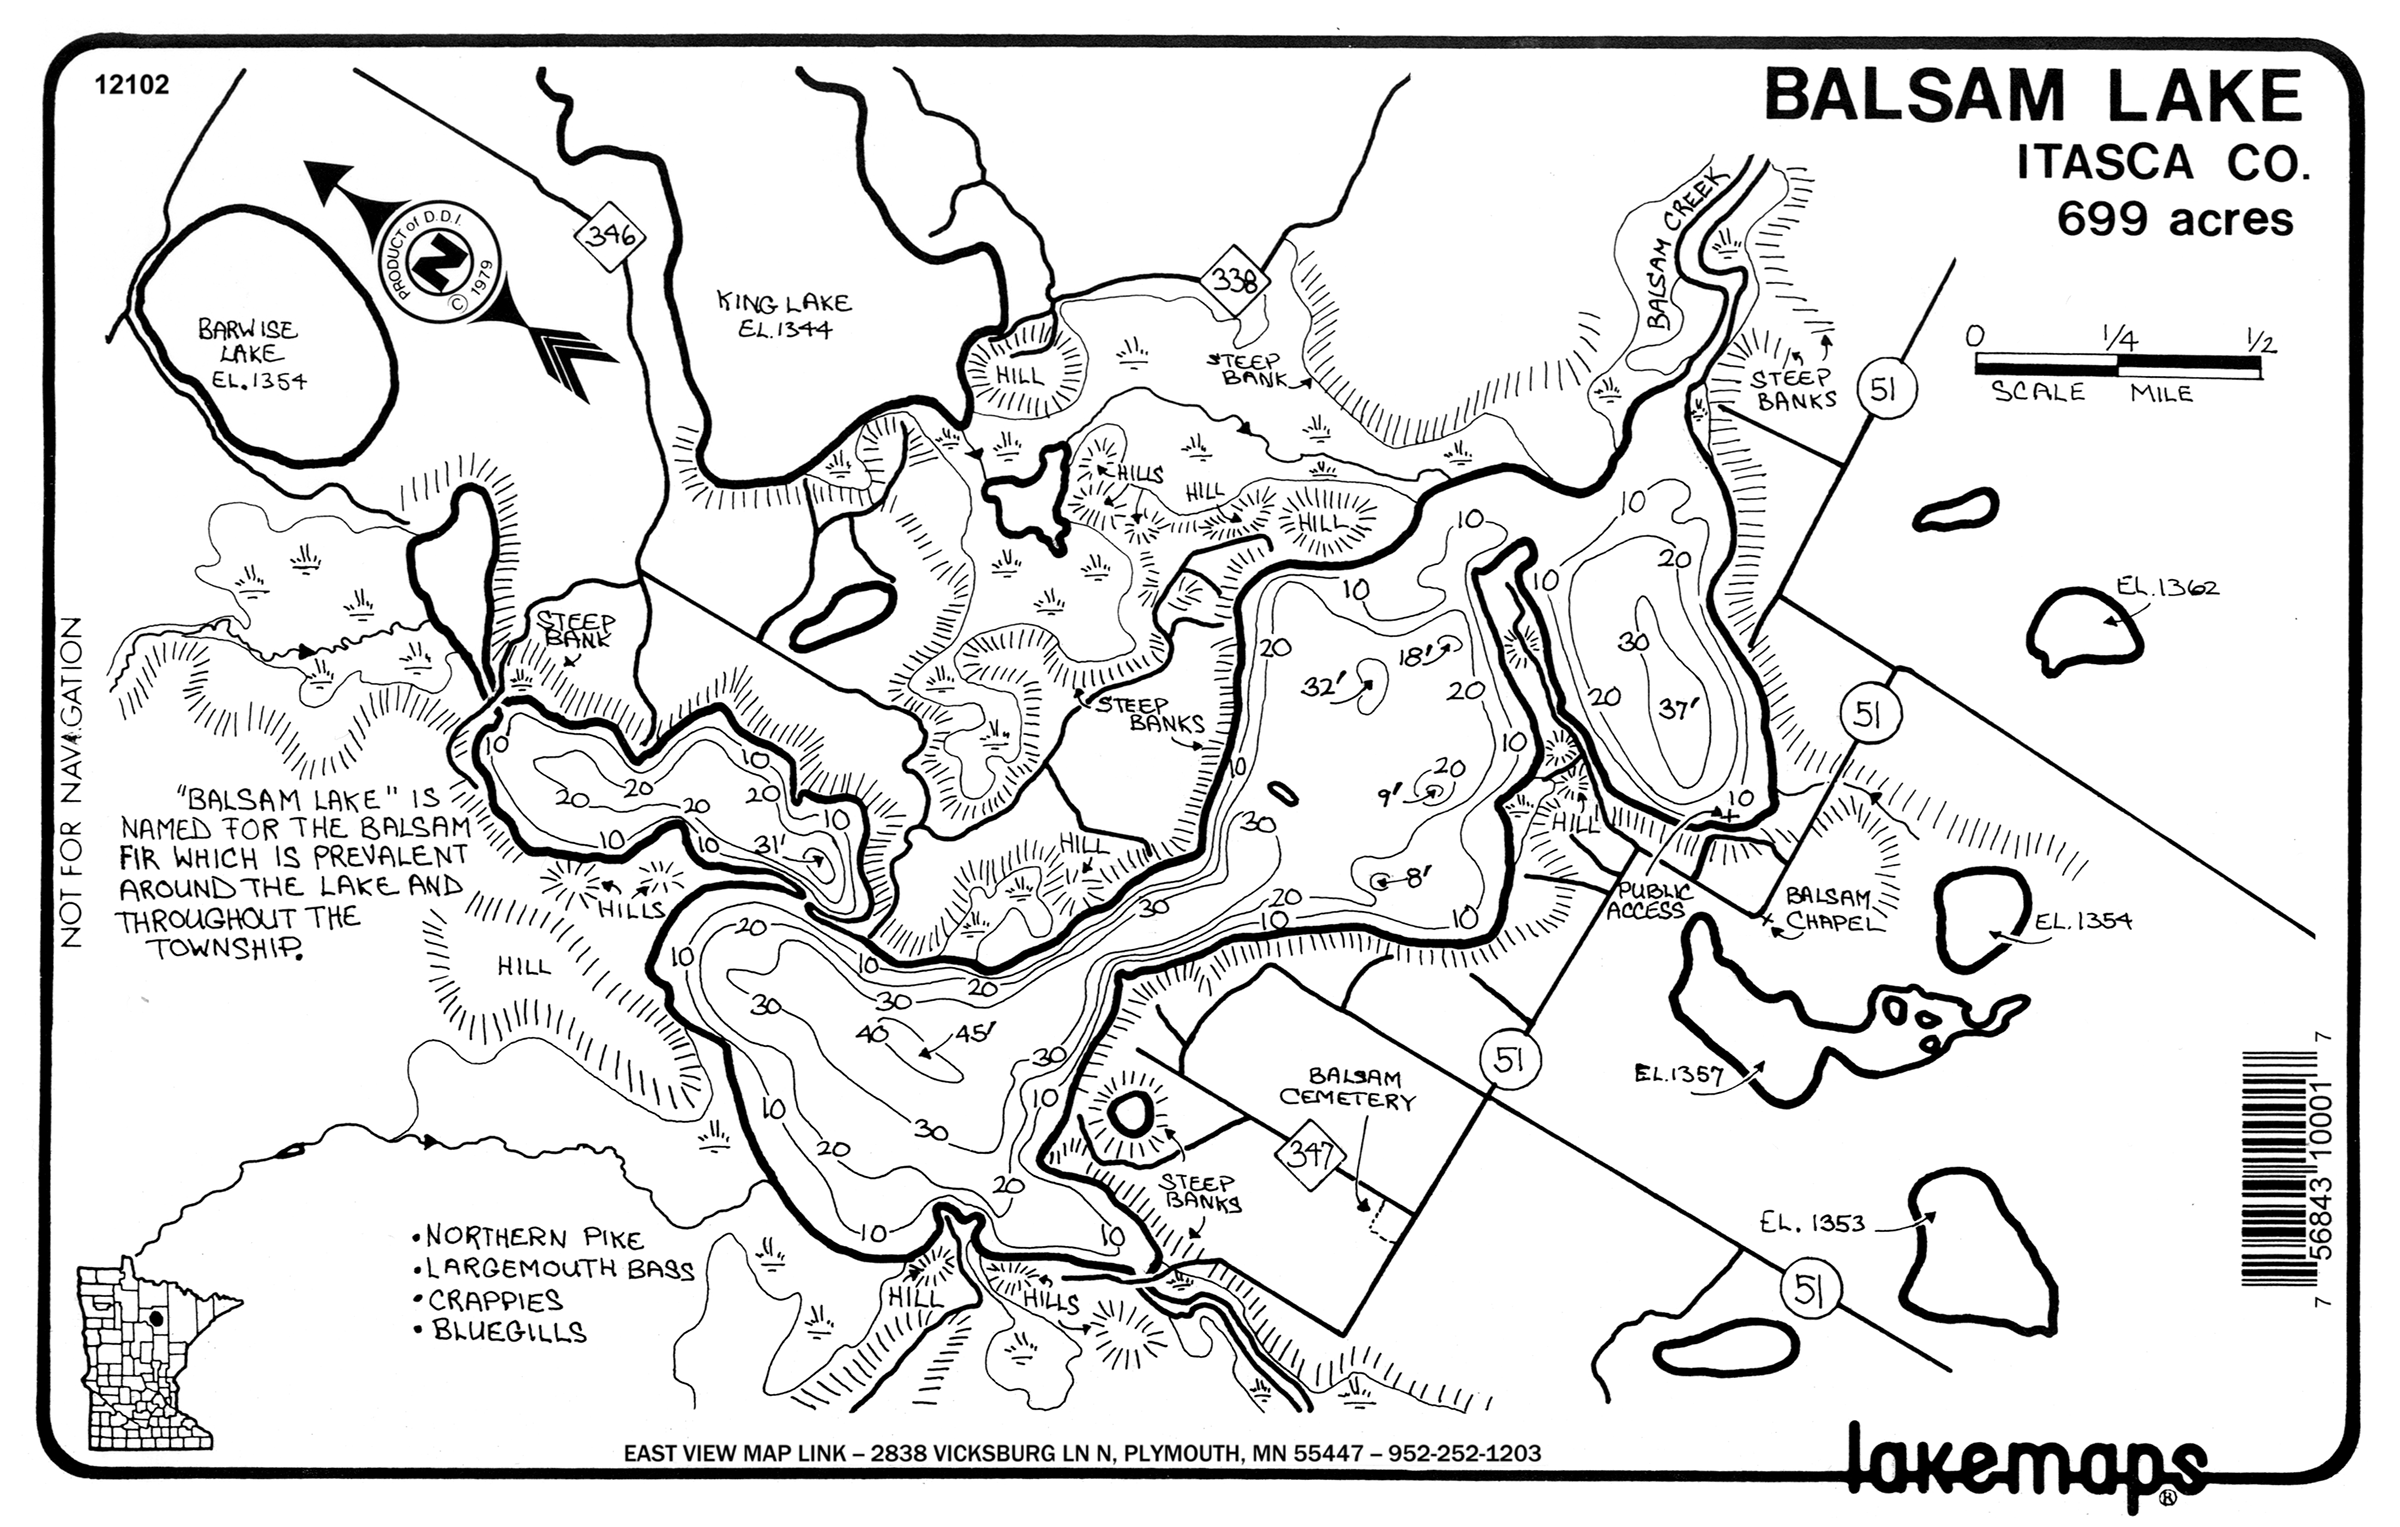 12102
BALSAM LAKE
ITASCA CO.
699 acres
346
PRODUCT of D.D.I.
N
© 1979
BARWISE
LAKE
EL.1354
KING LAKE
EL.1344
338
BALSAM CREEK
HILL
STEEP
BANK
STEEP
BANKS
51
0 1/4 1/2
SCALE MILE
HILLS
HILL
HILL
10
10
10
10
20
EL.1362
STEEP
BANK
NOT FOR NAVAGATION
20
18'
30
32'
20
20
37'
51
STEEP
BANKS
10
10
10
20
20
20
20
10
10
9'
20
10
10
10
31'
30
8'
HILL
HILL
"BALSAM LAKE" IS
NAMED FOR THE BALSAM
FIR WHICH IS PREVALENT
AROUND THE LAKE AND
THROUGHOUT THE
TOWNSHIP.
HILLS
PUBLIC
ACCESS
BALSAM
CHAPEL
EL.1354
20
30
20
10
10
HILL
10
10
20
30
30
40
45'
30
51
EL.1357
10
10
BALSAM
CEMETERY
30
20
347
STEEP
BANKS
20
10
10
EL. 1353
•NORTHERN PIKE
•LARGEMOUTH BASS
•CRAPPIES
•BLUEGILLS
HILL
HILLS
51
7 56843 10001 7
EAST VIEW MAP LINK – 2838 VICKSBURG LN N, PLYMOUTH, MN 55447 – 952-252-1203
lakemaps®